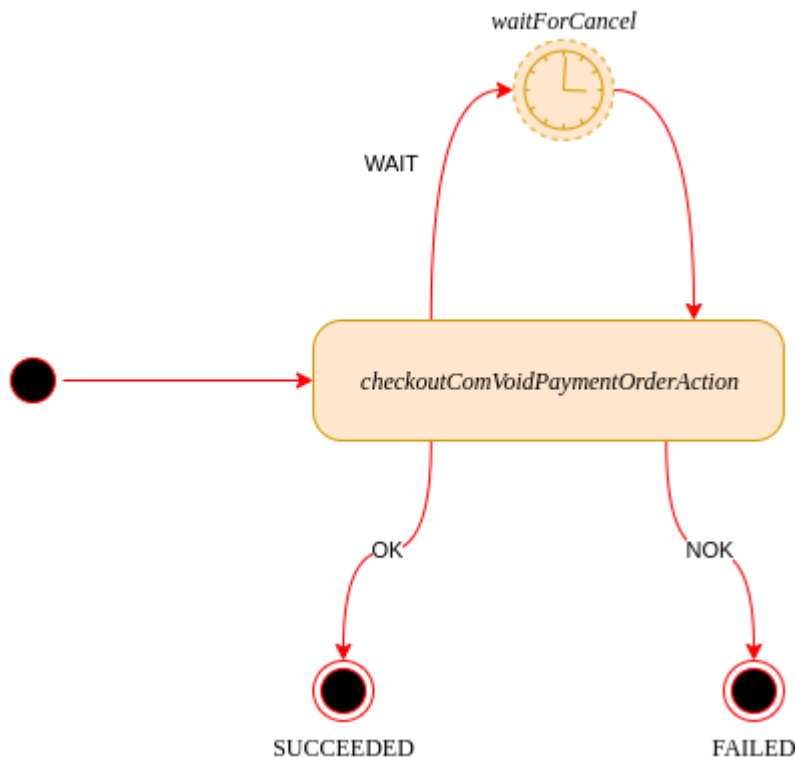 waitForCancel
WAIT
checkoutComVoidPaymentOrderAction
OK
NOK
SUCCEEDED
FAILED